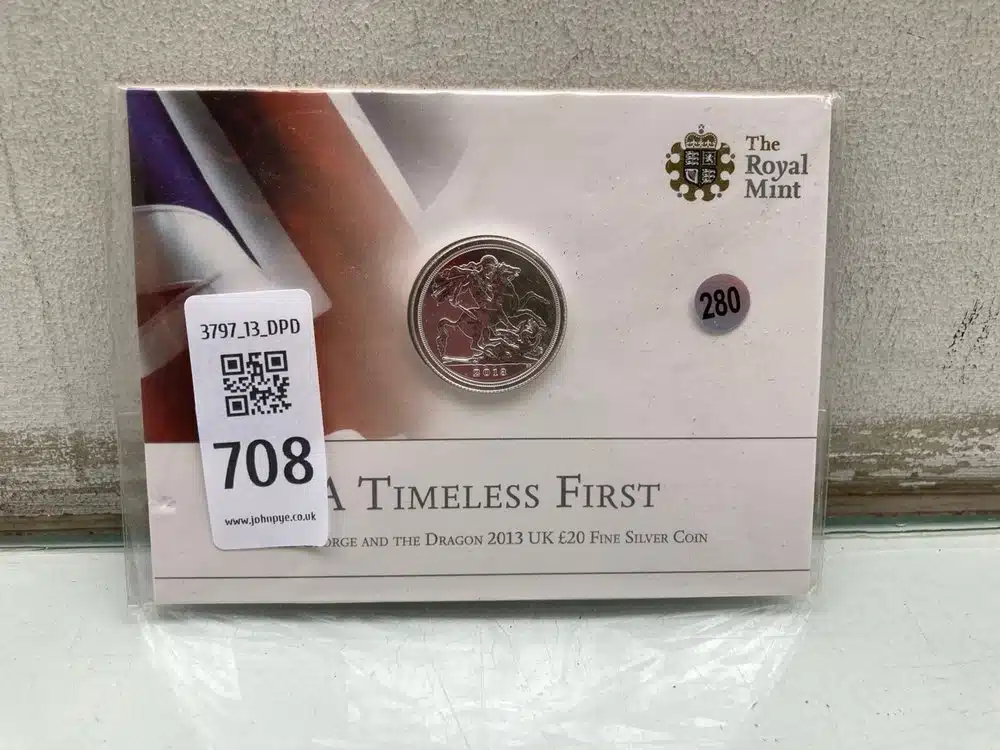 The
Royal
Mint
280
3797_13_DPD
708
www.johnpye.co.uk
2013
A Timeless First
and the Dragon 2013 UK £20 Fine Silver Coin